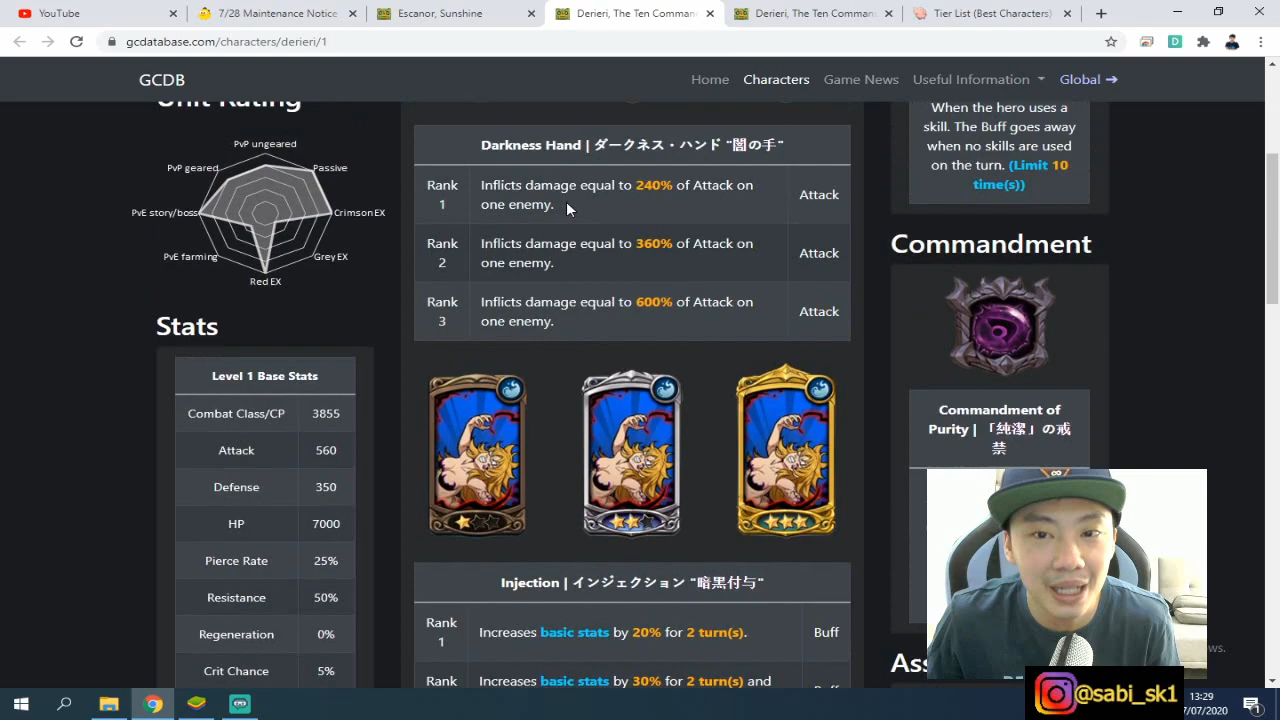 YouTube
7/28 Maintenance Notice
Escanor, Sunshine
Derieri, The Ten Comman
Derieri, The Ten Comman
Tier List (Best Characters)
gcdatabase.com/characters/derieri/1
GCDB
Home
Characters
Game News
Useful Information
Global →
Unit Rating
PvP ungeared
PvP geared
Passive
PvE story/boss
Crimson EX
PvE farming
Grey EX
Red EX
Stats
Level 1 Base Stats
Combat Class/CP 3855
Attack 560
Defense 350
HP 7000
Pierce Rate 25%
Resistance 50%
Regeneration 0%
Crit Chance 5%
Darkness Hand | ダークネス・ハンド "闇の手"
Rank 1
Inflicts damage equal to 240% of Attack on
one enemy.
Attack
Rank 2
Inflicts damage equal to 360% of Attack on
one enemy.
Attack
Rank 3
Inflicts damage equal to 600% of Attack on
one enemy.
Attack
Injection | インジェクション "暗黒付与"
Rank 1
Increases basic stats by 20% for 2 turn(s).
Buff
Rank
Increases basic stats by 30% for 2 turn(s) and
Buff
When the hero uses a
skill. The Buff goes away
when no skills are used
on the turn. (Limit 10
time(s))
Commandment
Commandment of
Purity | 「純潔」の戒
禁
Ass
ws.
@sabi_sk1
13:29
7/07/2020